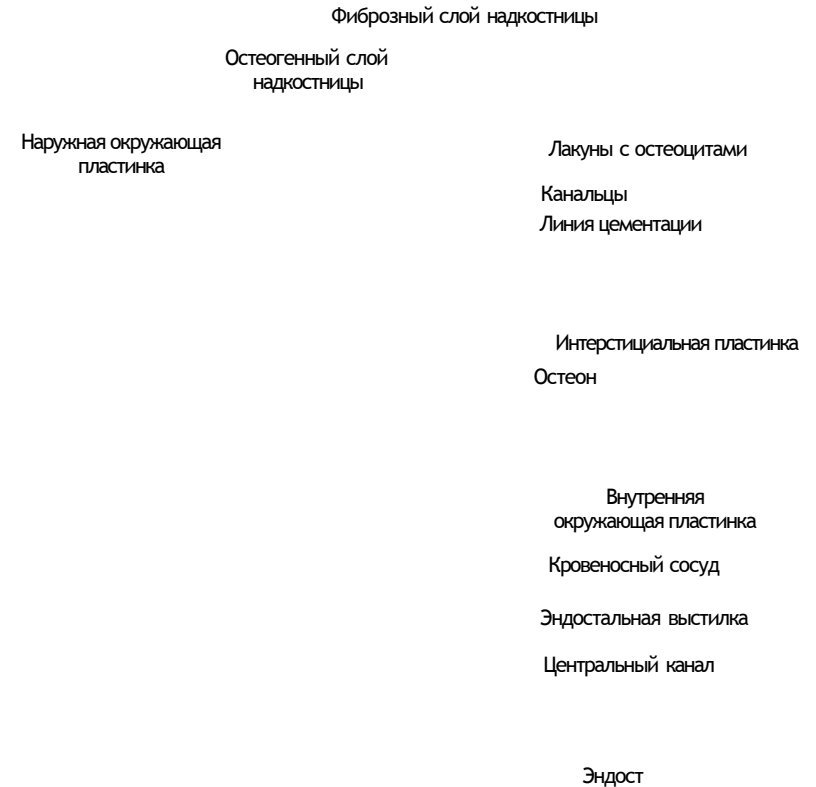 Фиброзный слой надкостницы
Остеогенный слой
надкостницы
Наружная окружающая
пластинка
Лакуны с остеоцитами
Канальцы
Линия цементации
Интерстициальная пластинка
Остеон
Внутренняя
окружающая пластинка
Кровеносный сосуд
Эндостальная выстилка
Центральный канал
Эндост